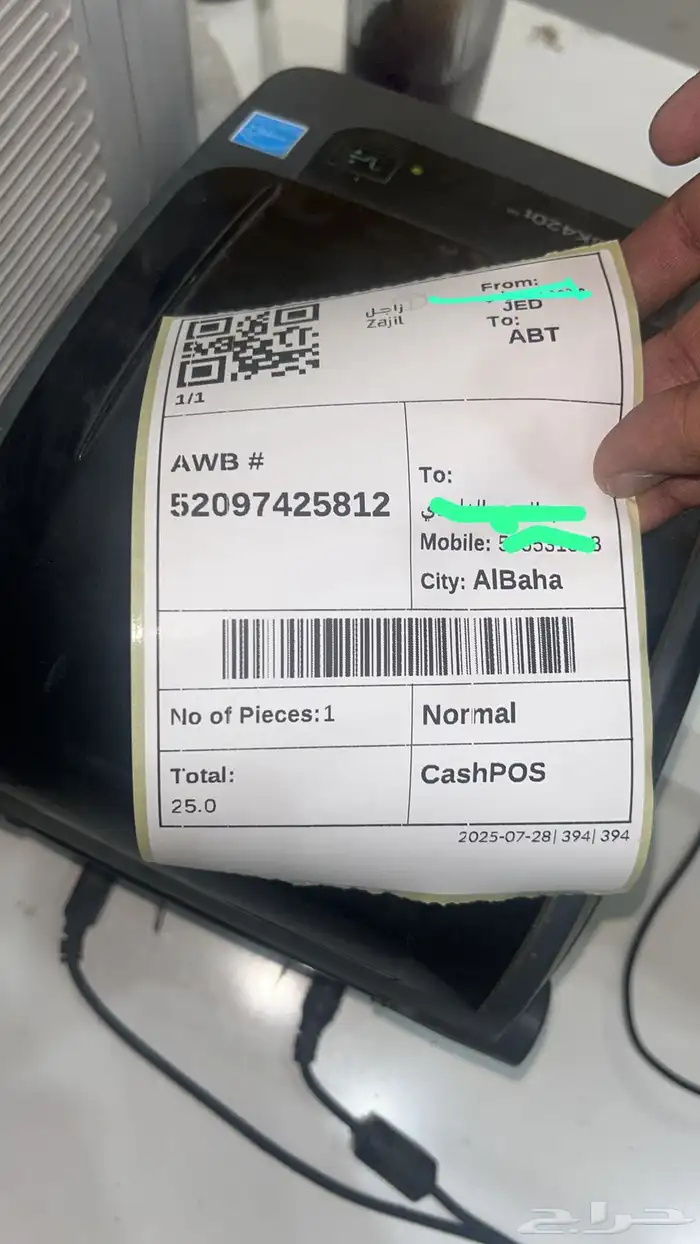 زاجل
Zajil
From:
JED
To:
ABT
1/1
AWB #
52097425812
To:
Mobile:
City: AlBaha
No of Pieces:1
Normal
Total:
25.0
CashPOS
2025-07-28| 394| 394
حراج